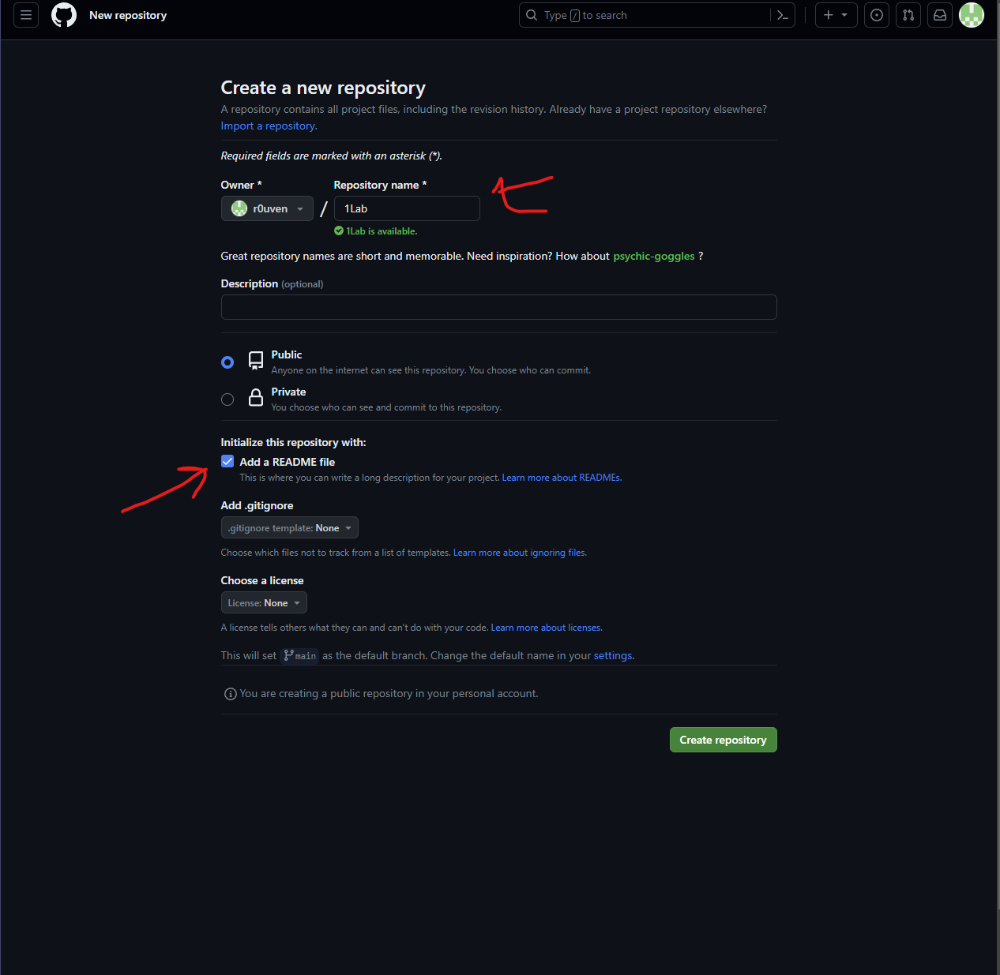 New repository
Type / to search
Create a new repository
A repository contains all project files, including the revision history. Already have a project repository elsewhere?
Import a repository.
Required fields are marked with an asterisk (*).
Owner *
Repository name *
r0uven
/
1Lab
1Lab is available.
Great repository names are short and memorable. Need inspiration? How about psychic-goggles ?
Description (optional)
Public
Anyone on the internet can see this repository. You choose who can commit.
Private
You choose who can see and commit to this repository.
Initialize this repository with:
Add a README file
This is where you can write a long description for your project. Learn more about READMEs.
Add .gitignore
.gitignore template: None
Choose which files not to track from a list of templates. Learn more about ignoring files.
Choose a license
License: None
A license tells others what they can and can't do with your code. Learn more about licenses.
This will set main as the default branch. Change the default name in your settings.
You are creating a public repository in your personal account.
Create repository